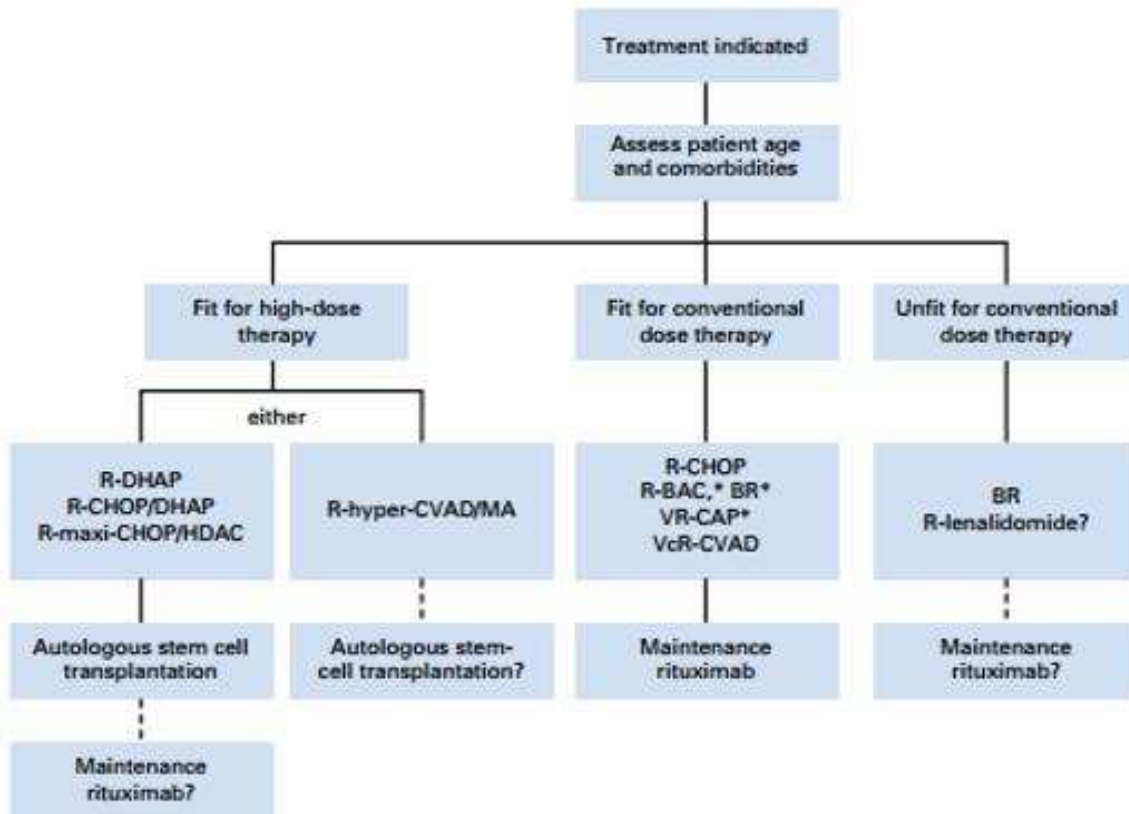 Treatment indicated
Assess patient age
and comorbidities
Fit for high-dose
therapy
Fit for conventional
dose therapy
Unfit for conventional
dose therapy
either
R-DHAP
R-CHOP/DHAP
R-maxi-CHOP/HDAC
R-hyper-CVAD/MA
R-CHOP
R-BAC,* BR*
VR-CAP*
VcR-CVAD
BR
R-lenalidomide?
Autologous stem cell
transplantation
Autologous stem-
cell transplantation?
Maintenance
rituximab
Maintenance
rituximab?
Maintenance
rituximab?